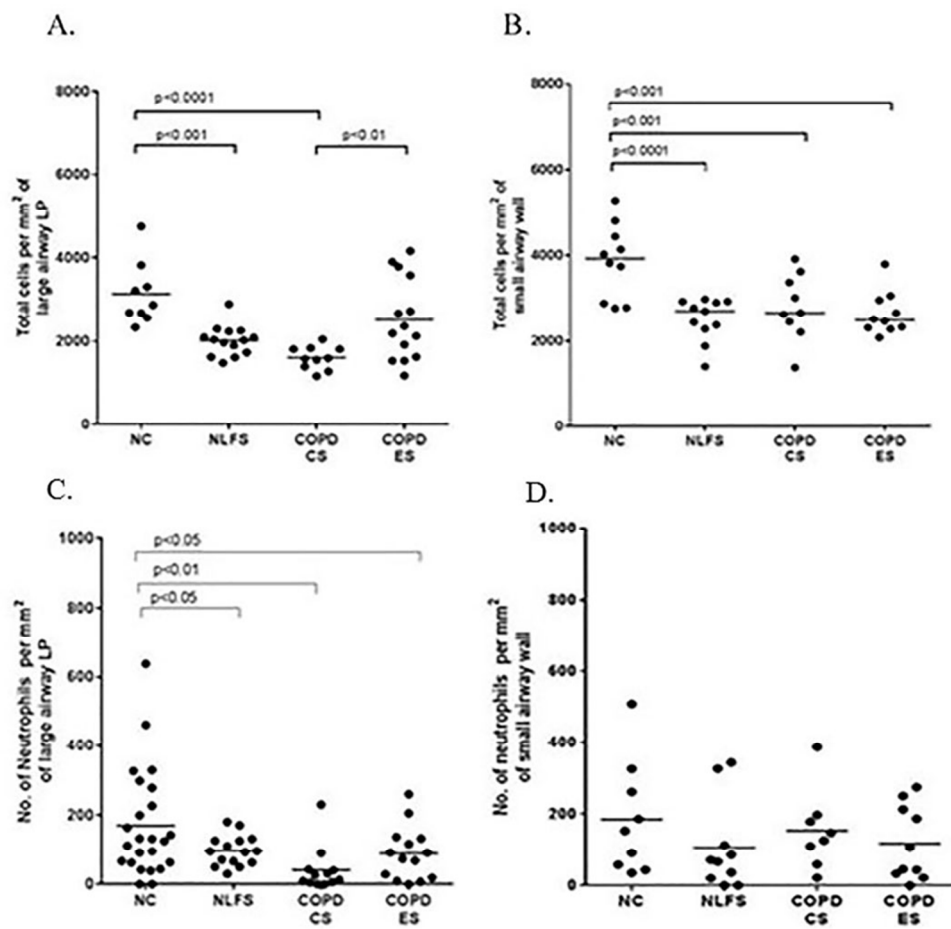 A.
B.
8000
p<0.0001
p<0.001
p<0.01
6000
4000
2000
0
Total cells per mm² of
large airway LP
NC
NLFS
COPD
CS
COPD
ES
8000
p<0.001
p<0.001
p<0.0001
6000
4000
2000
0
Total cells per mm² of
small airway wall
NC
NLFS
COPD
CS
COPD
ES
C.
D.
1000
p<0.05
p<0.01
p<0.05
800
600
400
200
0
No. of Neutrophils per mm²
of large airway LP
NC
NLFS
COPD
CS
COPD
ES
1000
800
600
400
200
0
No. of neutrophils per mm²
of small airway wall
NC
NLFS
COPD
CS
COPD
ES